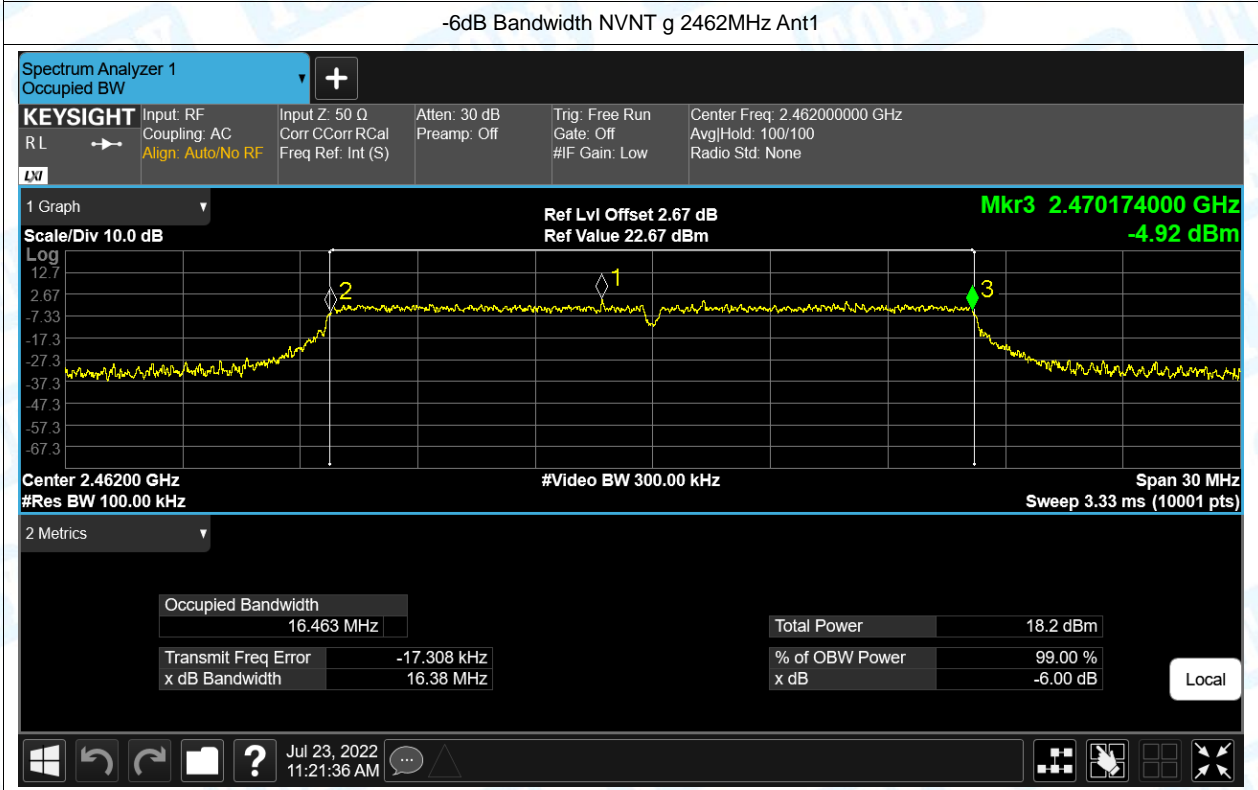 -6dB Bandwidth NVNT g 2462MHz Ant1
Spectrum Analyzer 1
Occupied BW
KEYSIGHT
RL
LXI
Input: RF
Coupling: AC
Align: Auto/No RF
Input Z: 50 Ω
Corr CCorr RCal
Freq Ref: Int (S)
Atten: 30 dB
Preamp: Off
Trig: Free Run
Gate: Off
#IF Gain: Low
Center Freq: 2.462000000 GHz
Avg|Hold: 100/100
Radio Std: None
1 Graph
Scale/Div 10.0 dB
Ref Lvl Offset 2.67 dB
Ref Value 22.67 dBm
Mkr3 2.470174000 GHz
-4.92 dBm
Log
12.7
2.67
-7.33
-17.3
-27.3
-37.3
-47.3
-57.3
-67.3
2
1
3
Center 2.46200 GHz
#Video BW 300.00 kHz
Span 30 MHz
#Res BW 100.00 kHz
Sweep 3.33 ms (10001 pts)
2 Metrics
Occupied Bandwidth
16.463 MHz
Total Power 18.2 dBm
Transmit Freq Error -17.308 kHz
% of OBW Power 99.00 %
x dB Bandwidth 16.38 MHz
x dB -6.00 dB
Local
Jul 23, 2022
11:21:36 AM